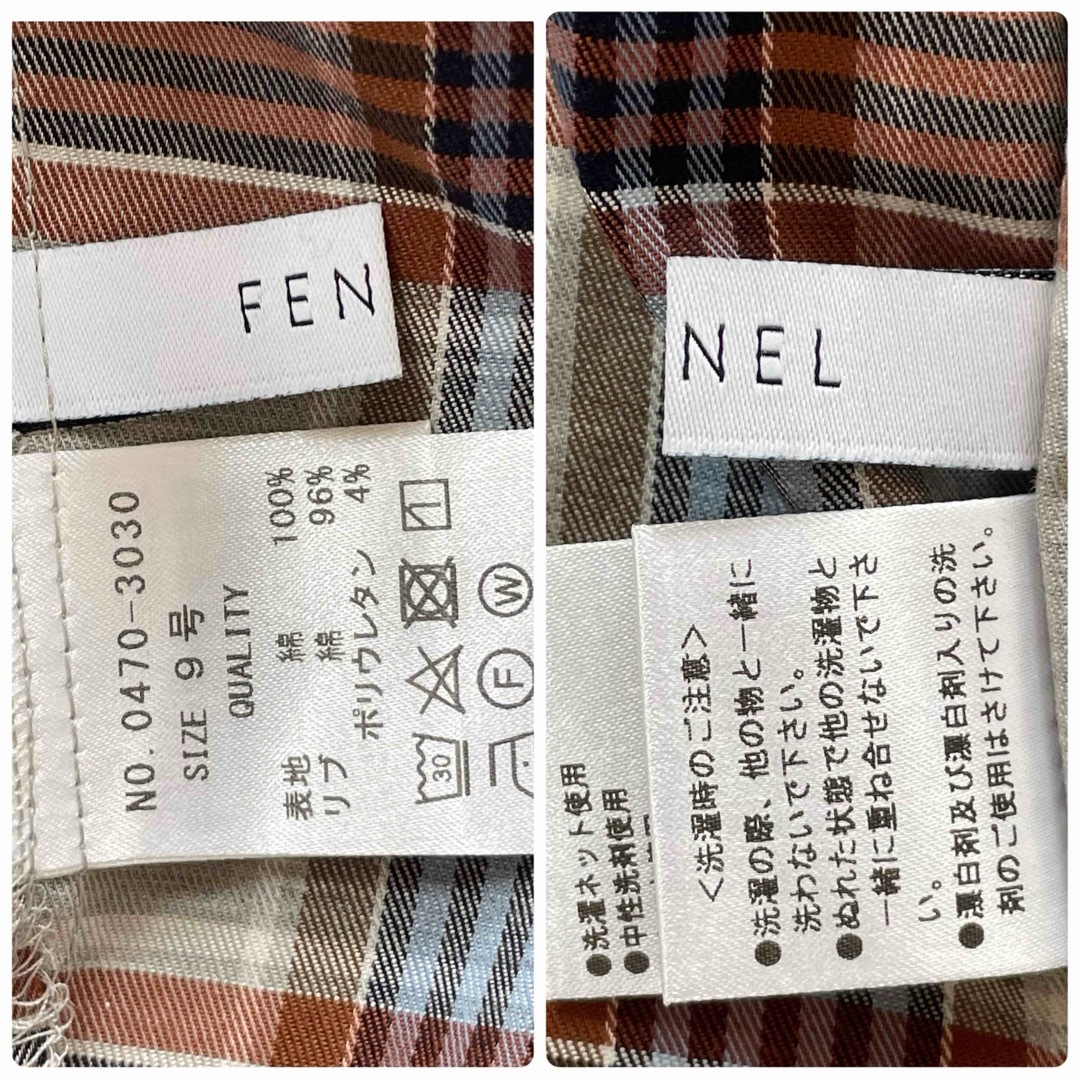 FEN
NO. 0470-3030
SIZE 9 号
QUALITY
表地 綿 100%
リブ 綿 96%
ポリウレタン 4%
30
F
W
NEL
●洗濯ネット使用
●中性洗剤使用
<洗濯時のご注意>
●洗濯の際、他の物と一緒に
洗わないで下さい。
●ぬれた状態で他の洗濯物と
一緒に重ね合せないで下さ
い。
●漂白剤及び漂白剤入りの洗
剤のご使用はさけて下さい。